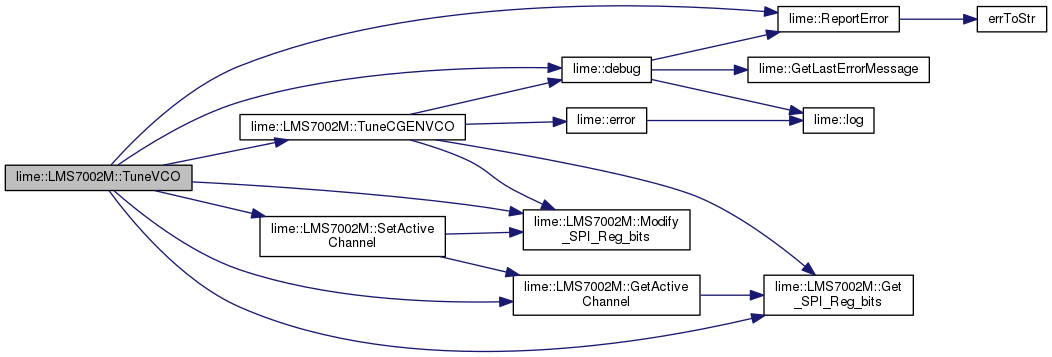 lime::LMS7002M::TuneVCO
lime::LMS7002M::TuneCGENVCO
lime::LMS7002M::SetActive
Channel
lime::debug
lime::error
lime::LMS7002M::Modify
_SPI_Reg_bits
lime::LMS7002M::GetActive
Channel
lime::ReportError
lime::GetLastErrorMessage
lime::log
lime::LMS7002M::Get
_SPI_Reg_bits
errToStr